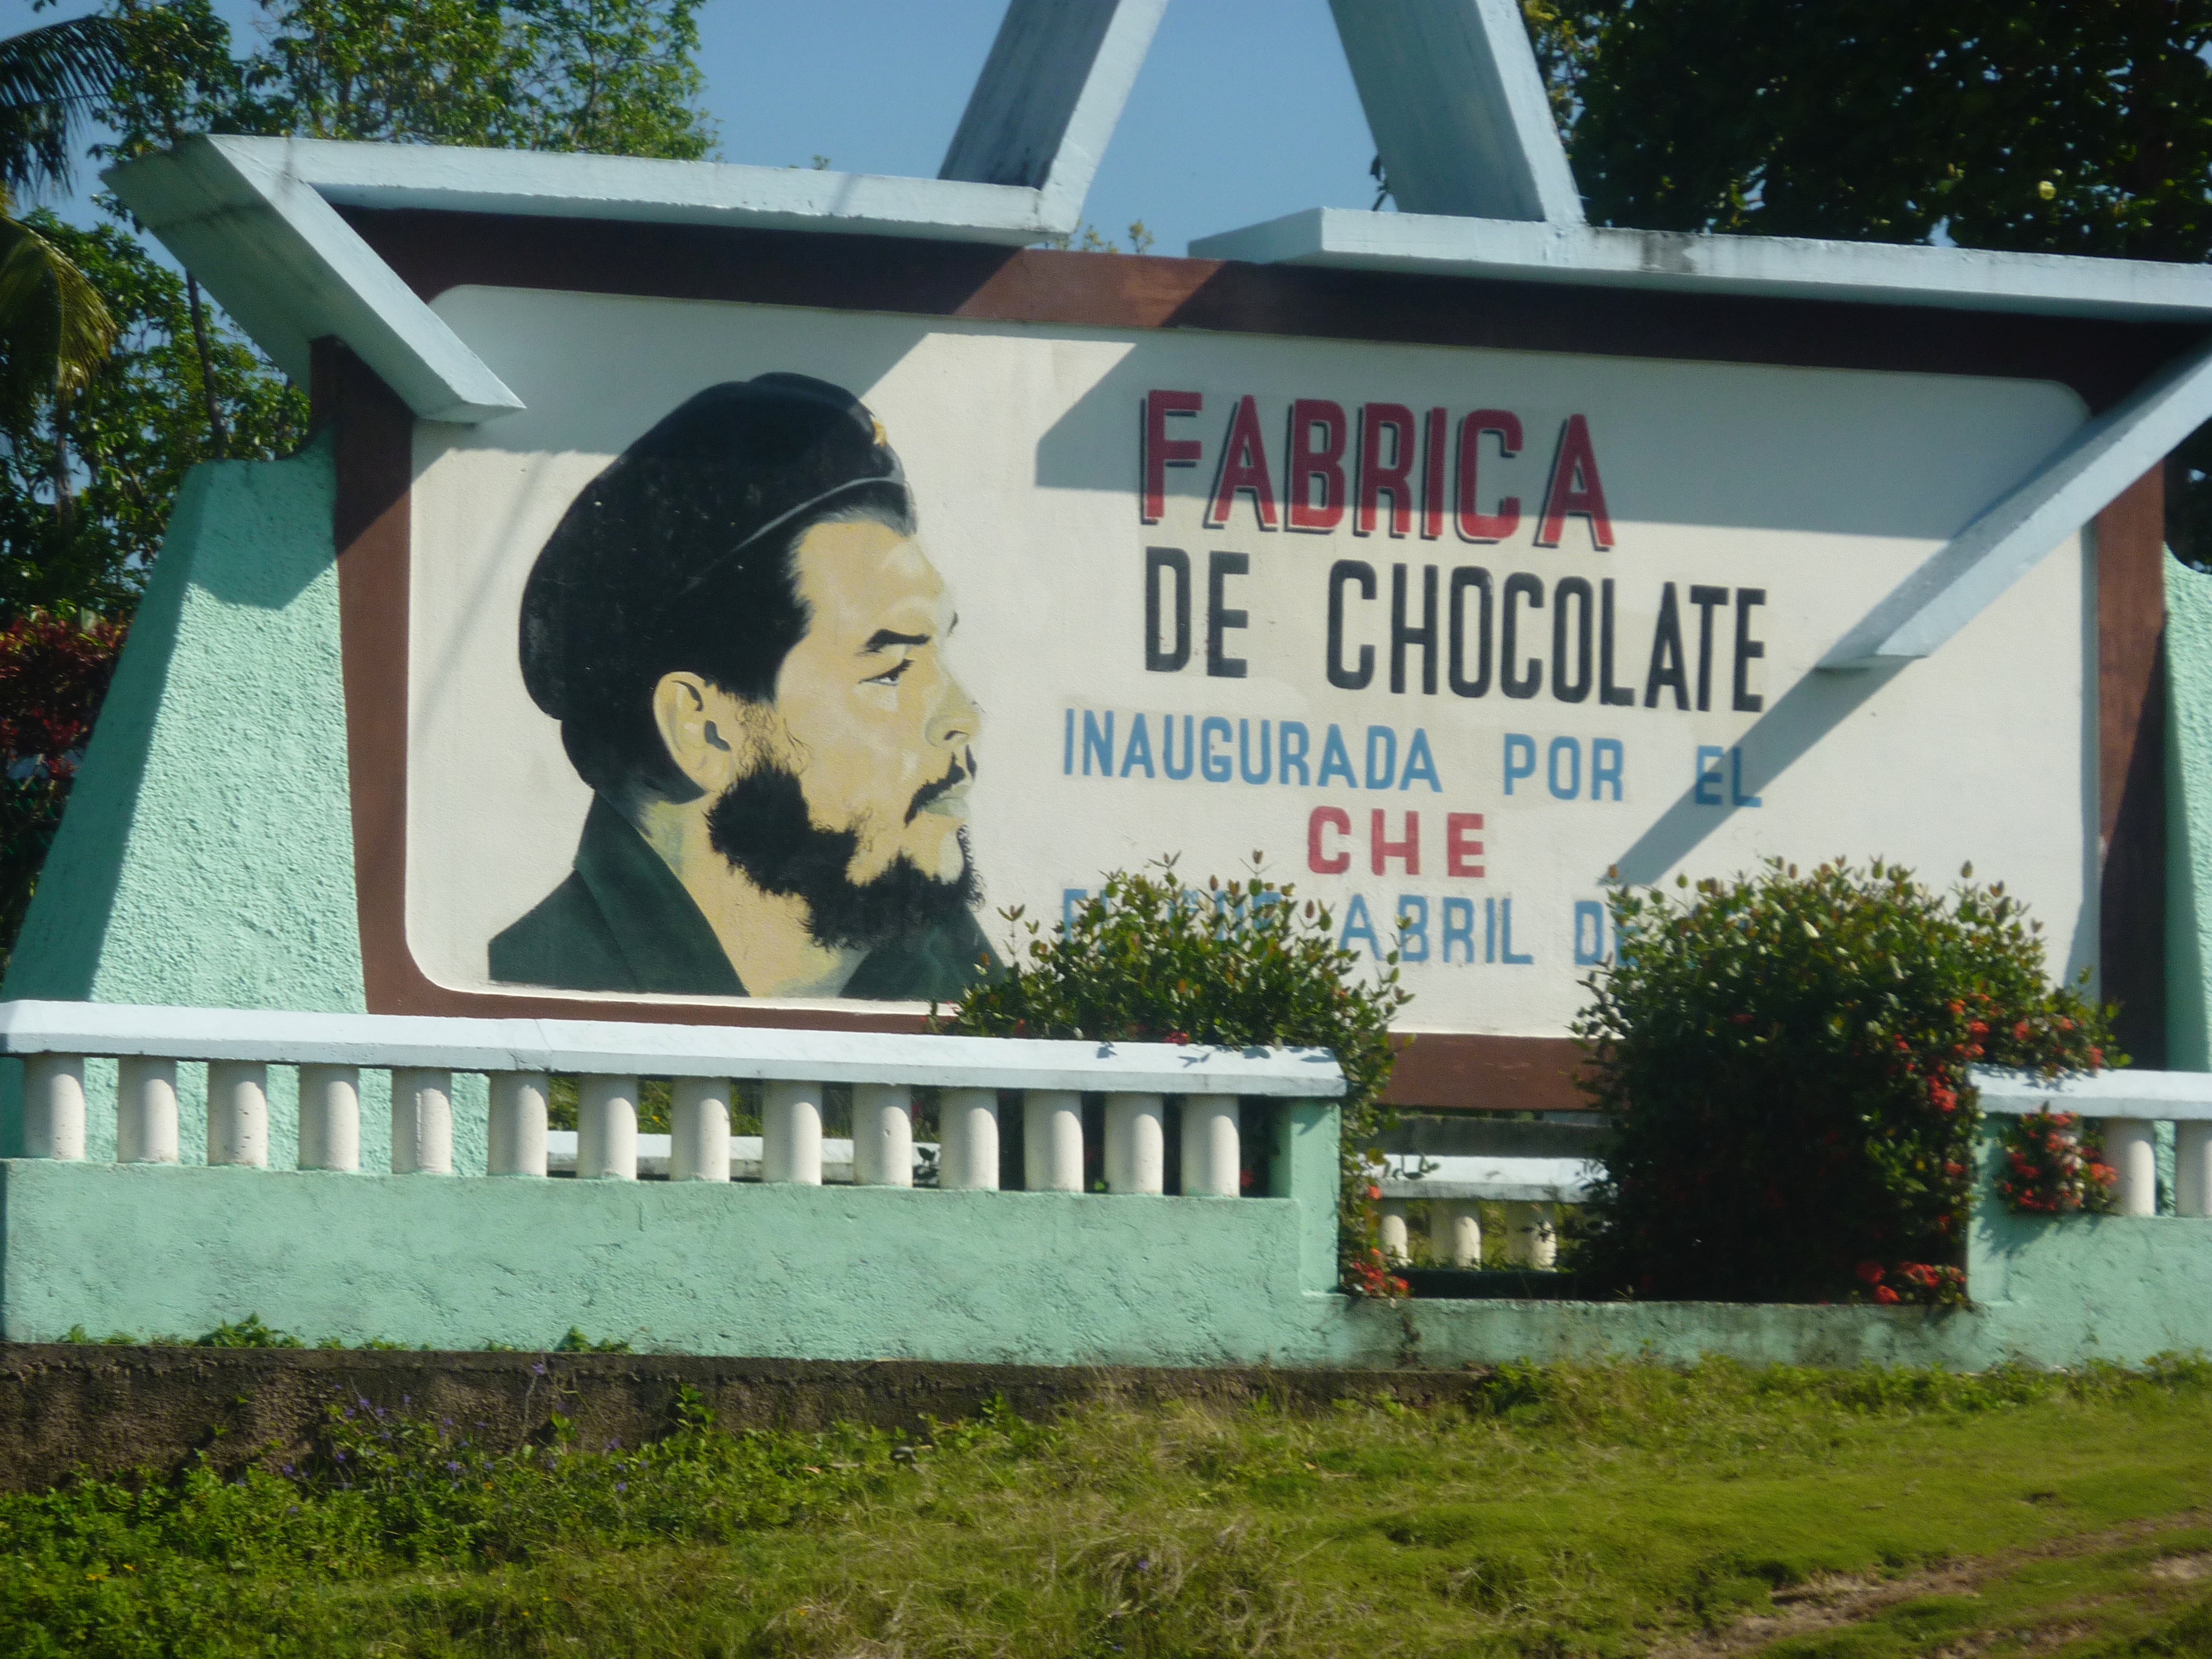 FABRICA
DE CHOCOLATE
INAUGURADA POR EL
CHE
ABRIL